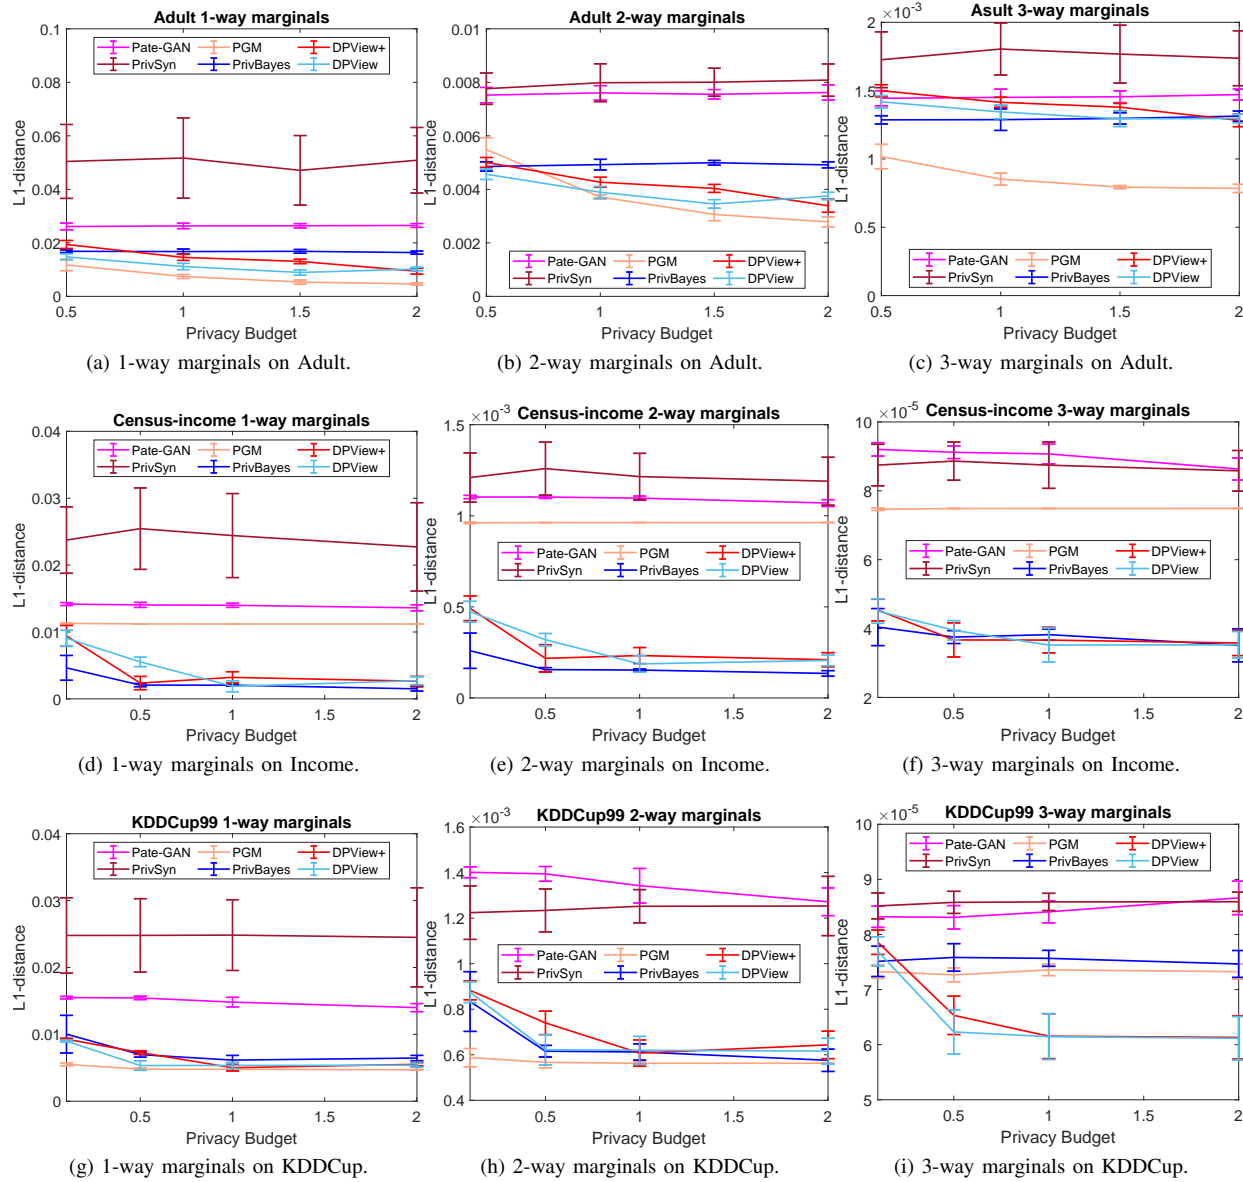 Adult 1-way marginals
0.1
0.08
0.06
0.04
0.02
0
L1-distance
Pate-GAN PGM DPView+
PrivSyn PrivBayes DPView
0.5 1 1.5 2
Privacy Budget
(a) 1-way marginals on Adult.
Adult 2-way marginals
0.01
0.008
0.006
0.004
0.002
0
L1-distance
Pate-GAN PGM DPView+
PrivSyn PrivBayes DPView
0.5 1 1.5 2
Privacy Budget
(b) 2-way marginals on Adult.
Asult 3-way marginals
×10-3
2
1.5
1
0.5
0
L1-distance
Pate-GAN PGM DPView+
PrivSyn PrivBayes DPView
0.5 1 1.5 2
Privacy Budget
(c) 3-way marginals on Adult.
Census-income 1-way marginals
0.04
0.03
0.02
0.01
0
L1-distance
Pate-GAN PGM DPView+
PrivSyn PrivBayes DPView
0.5 1 1.5 2
Privacy Budget
(d) 1-way marginals on Income.
Census-income 2-way marginals
×10-3
1.5
1
0.5
0
L1-distance
Pate-GAN PGM DPView+
PrivSyn PrivBayes DPView
0.5 1 1.5 2
Privacy Budget
(e) 2-way marginals on Income.
Census-income 3-way marginals
×10-5
10
8
6
4
2
L1-distance
Pate-GAN PGM DPView+
PrivSyn PrivBayes DPView
0.5 1 1.5 2
Privacy Budget
(f) 3-way marginals on Income.
KDDCup99 1-way marginals
0.04
0.03
0.02
0.01
0
L1-distance
Pate-GAN PGM DPView+
PrivSyn PrivBayes DPView
0.5 1 1.5 2
Privacy Budget
(g) 1-way marginals on KDDCup.
KDDCup99 2-way marginals
×10-3
1.6
1.4
1.2
1
0.8
0.6
0.4
L1-distance
Pate-GAN PGM DPView+
PrivSyn PrivBayes DPView
0.5 1 1.5 2
Privacy Budget
(h) 2-way marginals on KDDCup.
KDDCup99 3-way marginals
×10-5
10
9
8
7
6
5
L1-distance
Pate-GAN PGM DPView+
PrivSyn PrivBayes DPView
0.5 1 1.5 2
Privacy Budget
(i) 3-way marginals on KDDCup.